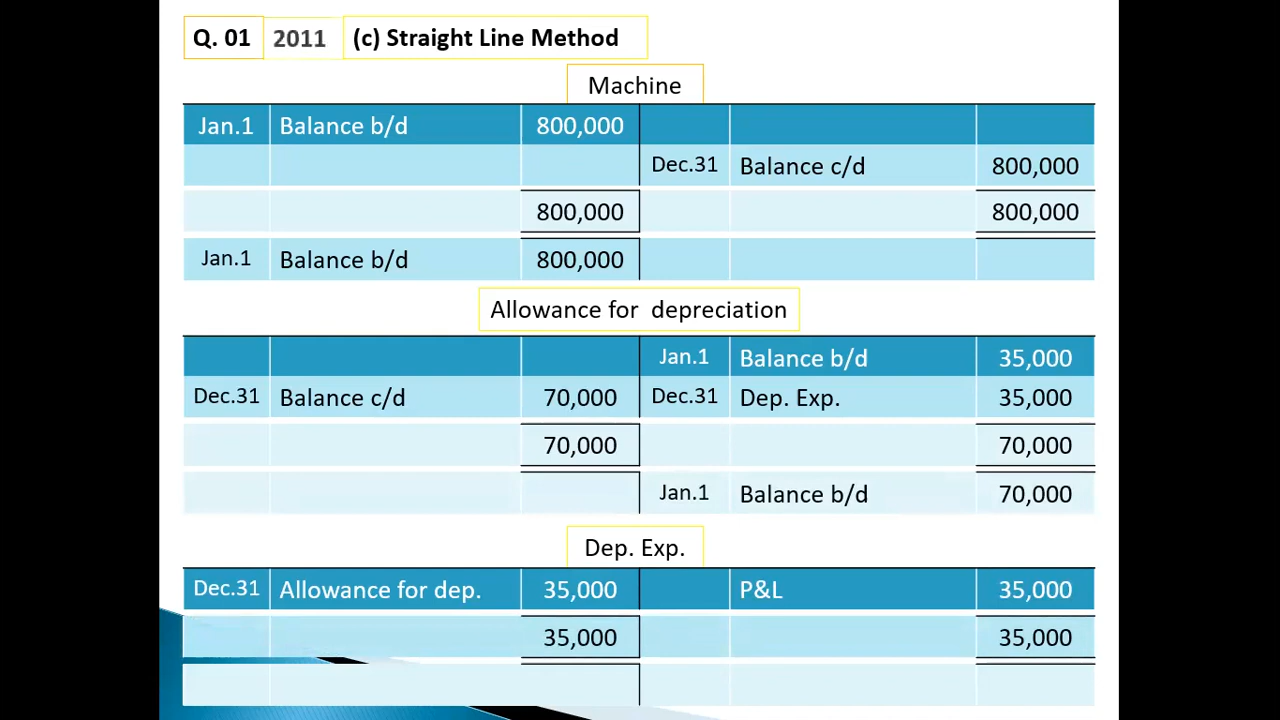 Q. 01 2011 (c) Straight Line Method
Machine
Jan.1 Balance b/d 800,000
Dec.31 Balance c/d 800,000
800,000 800,000
Jan.1 Balance b/d 800,000
Allowance for depreciation
Jan.1 Balance b/d 35,000
Dec.31 Balance c/d 70,000 Dec.31 Dep. Exp. 35,000
70,000 70,000
Jan.1 Balance b/d 70,000
Dep. Exp.
Dec.31 Allowance for dep. 35,000 P&L 35,000
35,000 35,000